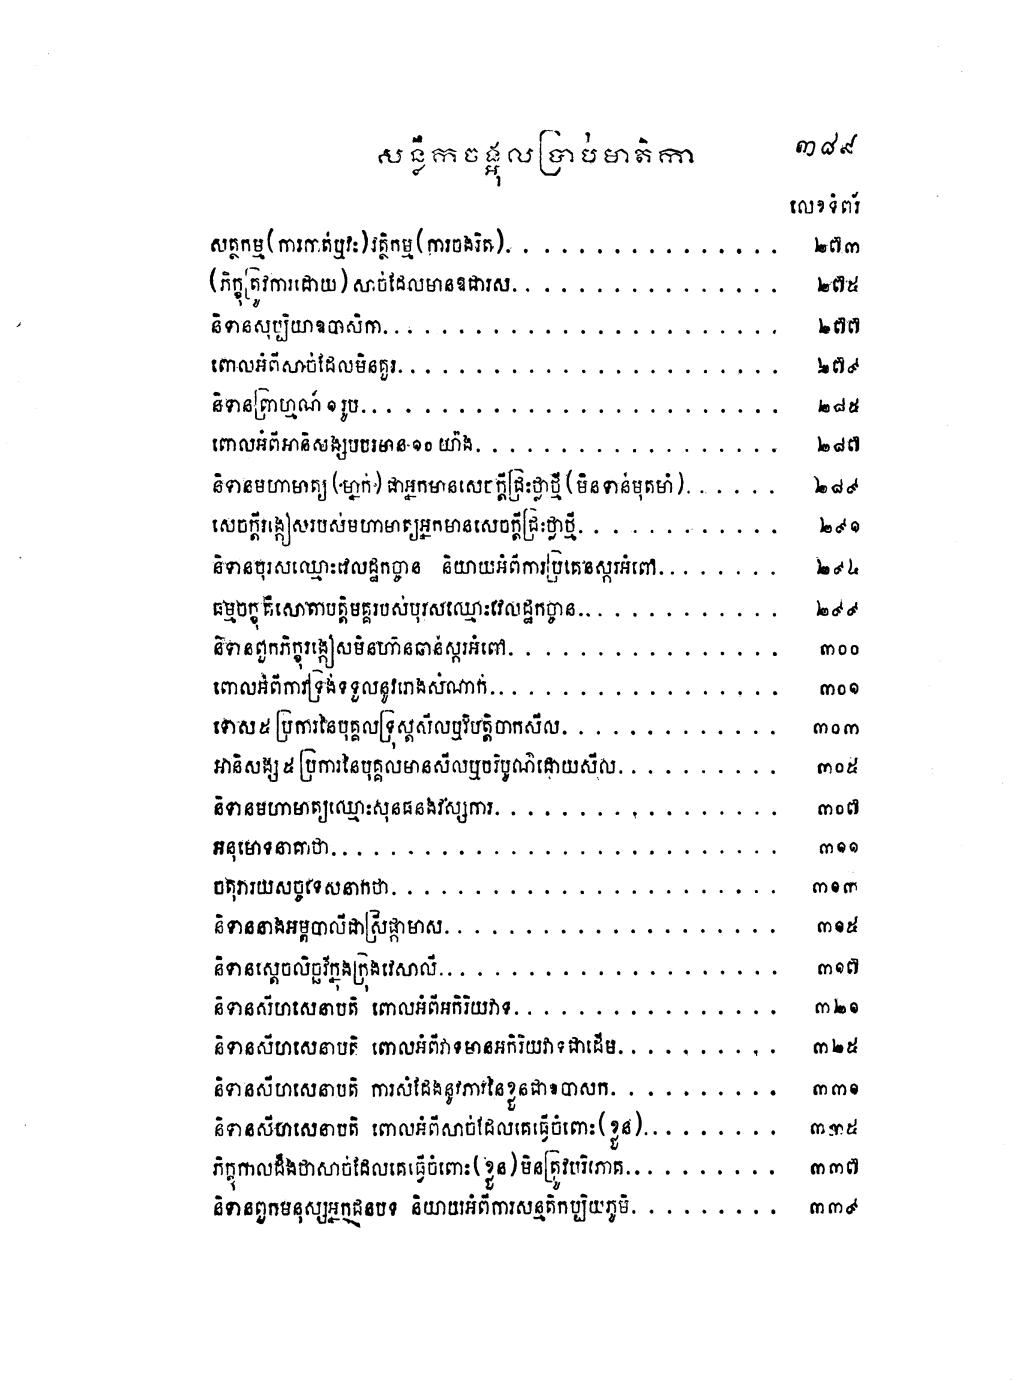 សន្លឹកចង្អុលប្រាប់មាតិកា ៣៨៩
លេខទំព័រ
សត្ថកម្ម(ការកាត់ឬវះ)វត្ថិកម្ម(ការចងរឹត). . . . . . . . . . . . . . . . ២៧៣
(ភិក្ខុត្រូវការដោយ)សាច់ដែលមានឱជារស. . . . . . . . . . . . . . . . ២៧៥
និទានសុប្បិយាឧបាសិកា. . . . . . . . . . . . . . . . . . . . . . . ២៧៧
ពោលអំពីសាច់ដែលមិនគួរ. . . . . . . . . . . . . . . . . . . . . . . ២៧៩
និទានព្រាហ្មណ៍ ១ រូប. . . . . . . . . . . . . . . . . . . . . . . . ២៨៥
ពោលអំពីអានិសង្សបបរមាន ១០ យ៉ាង. . . . . . . . . . . . . . . . . . ២៨៧
និទានមហាមាត្យ(ម្នាក់)ជាអ្នកមានសេចក្តីជ្រះថ្លាថ្មី(មិនទាន់មុតមាំ). . . . . . ២៨៩
សេចក្តីរង្កៀសរបស់មហាមាត្យអ្នកមានសេចក្តីជ្រះថ្លាថ្មី. . . . . . . . . . . . ២៩១
និទានបុរសឈ្មោះវេលដ្ឋកច្ចាន និយាយអំពីការប្រគេនស្ករអំពៅ. . . . . . . . ២៩៤
ធម្មចក្ខុគឺសោតាបត្តិមគ្គរបស់បុរសឈ្មោះវេលដ្ឋកច្ចាន. . . . . . . . . . . . . ២៩៩
និទានពួកភិក្ខុរង្កៀសមិនហ៊ានឆាន់ស្ករអំពៅ. . . . . . . . . . . . . . . . ៣០០
ពោលអំពីការទ្រង់ទទួលនូវរោងសំណាក់. . . . . . . . . . . . . . . . . . ៣០១
ទោស ៥ ប្រការនៃបុគ្គលទ្រុស្តសីលឬវិបត្តិចាកសីល. . . . . . . . . . . . . ៣០៣
អានិសង្ស ៥ ប្រការនៃបុគ្គលមានសីលឬបរិបូណ៌ដោយសីល. . . . . . . . . . ៣០៥
និទានមហាមាត្យឈ្មោះសុនធនិងវស្សការ. . . . . . . . . . . . . . . . . ៣០៧
អនុមោទនាគាថា. . . . . . . . . . . . . . . . . . . . . . . . . . ៣១១
ចតុរារិយសច្ចទេសនាកថា. . . . . . . . . . . . . . . . . . . . . . . ៣១៣
និទាននាងអម្ពបាលីជាស្រីផ្កាមាស. . . . . . . . . . . . . . . . . . . . ៣១៥
និទានស្តេចលិច្ឆវីក្នុងក្រុងវេសាលី. . . . . . . . . . . . . . . . . . . . ៣១៧
និទានសីហសេនាបតិ ពោលអំពីអកិរិយវាទ. . . . . . . . . . . . . . . . ៣២១
និទានសីហសេនាបតិ ពោលអំពីវាទមានអកិរិយវាទជាដើម. . . . . . . . . . ៣២៥
និទានសីហសេនាបតិ ការសំដែងនូវភាវនៃខ្លួនជាឧបាសក. . . . . . . . . . ៣៣១
និទានសីហសេនាបតិ ពោលអំពីសាច់ដែលគេធ្វើចំពោះ(ខ្លួន). . . . . . . . ៣៣៥
ភិក្ខុកាលដឹងថាសាច់ដែលគេធ្វើចំពោះ(ខ្លួន)មិនត្រូវបរិភោគ. . . . . . . . . ៣៣៧
និទានពួកមនុស្សអ្នកជនបទ និយាយអំពីការសន្មតិកប្បិយភូមិ. . . . . . . . . ៣៣៩